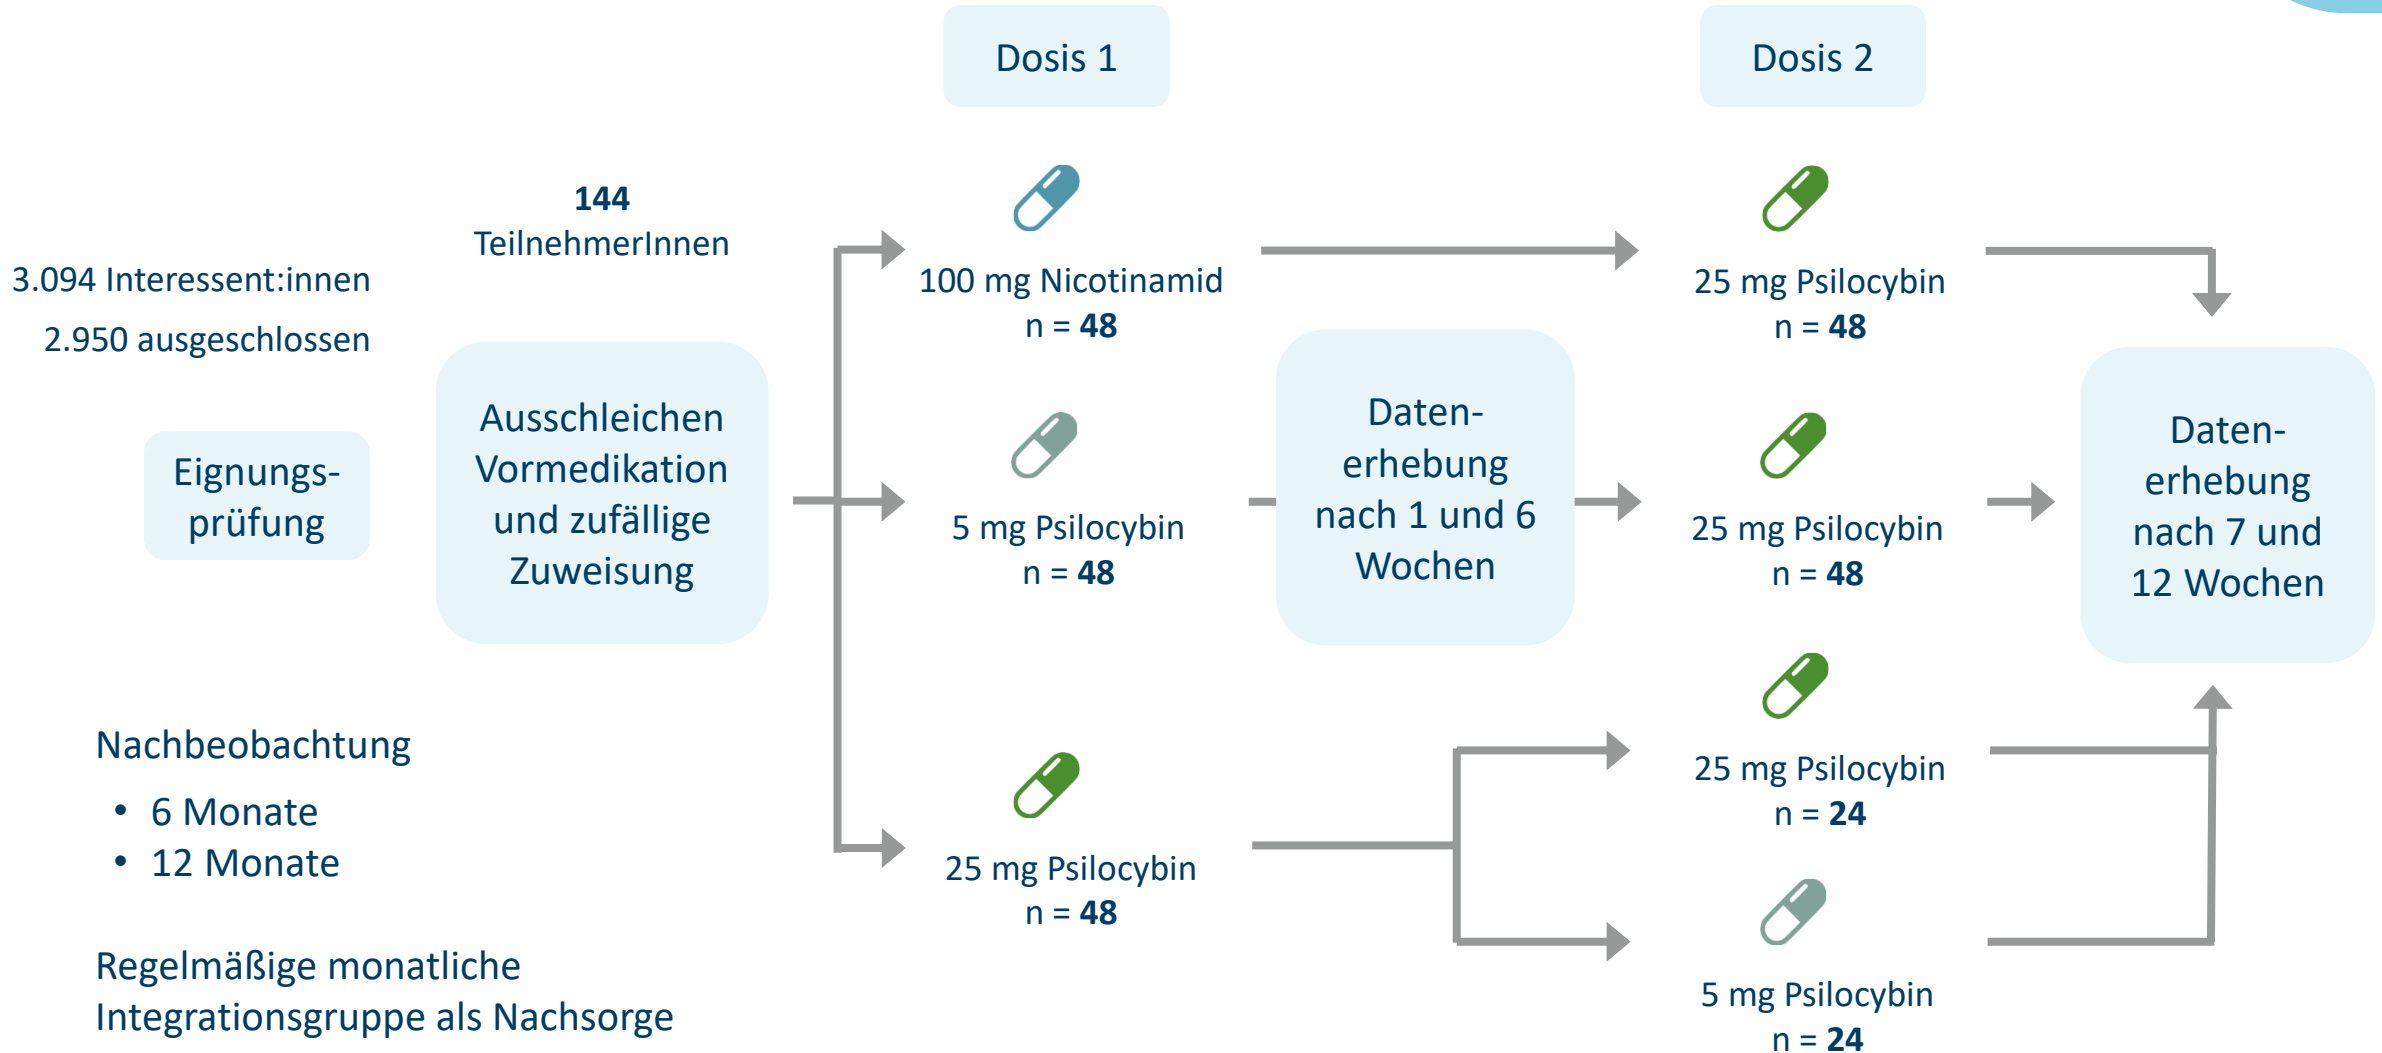 Dosis 1
Dosis 2
144
TeilnehmerInnen
3.094 Interessent:innen
2.950 ausgeschlossen
Eignungs-
prüfung
Ausschleichen
Vormedikation
und zufällige
Zuweisung
100 mg Nicotinamid
n = 48
5 mg Psilocybin
n = 48
25 mg Psilocybin
n = 48
Daten-
erhebung
nach 1 und 6
Wochen
25 mg Psilocybin
n = 48
25 mg Psilocybin
n = 48
25 mg Psilocybin
n = 24
5 mg Psilocybin
n = 24
Daten-
erhebung
nach 7 und
12 Wochen
Nachbeobachtung
• 6 Monate
• 12 Monate
Regelmäßige monatliche
Integrationsgruppe als Nachsorge